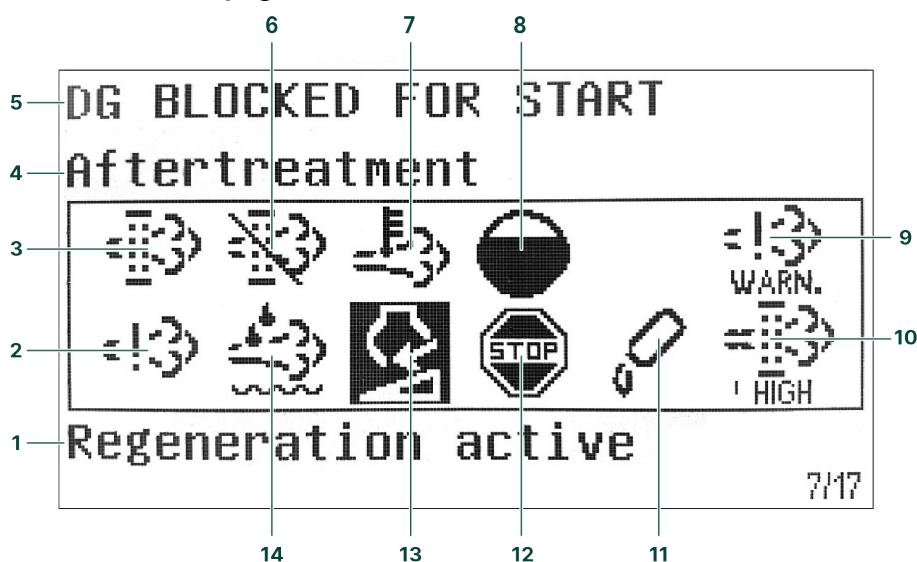 6 7 8
5 DG BLOCKED FOR START
4 Aftertreatment
3 9
WARN.
2 STOP 10
HIGH
1 Regeneration active
7/17
14 13 12 11